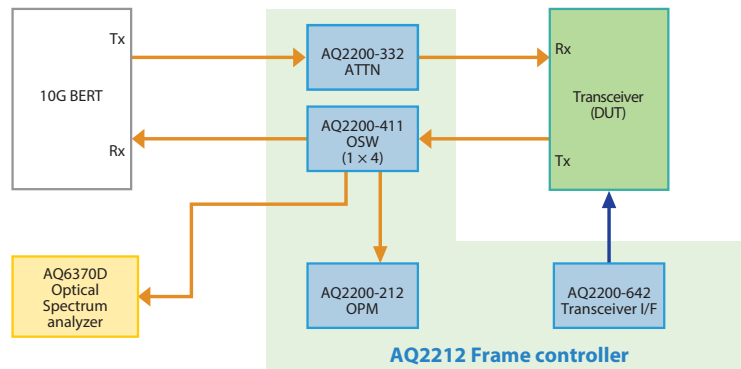 Tx
10G BERT
Rx
AQ2200-332
ATTN
AQ2200-411
OSW
(1 × 4)
Rx
Transceiver
(DUT)
Tx
AQ6370D
Optical
Spectrum
analyzer
AQ2200-212
OPM
AQ2200-642
Transceiver I/F
AQ2212 Frame controller